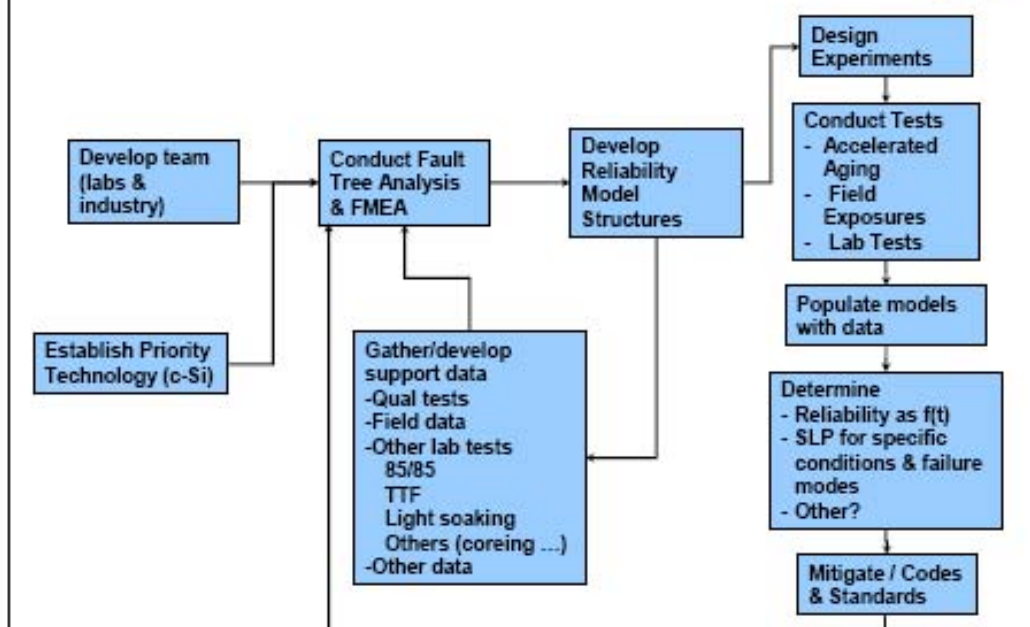 Design
Experiments
Develop team
(labs &
industry)
Conduct Fault
Tree Analysis
& FMEA
Develop
Reliability
Model
Structures
Conduct Tests
- Accelerated
Aging
- Field
Exposures
- Lab Tests
Establish Priority
Technology (c-Si)
Gather/develop
support data
-Qual tests
-Field data
-Other lab tests
85/85
TTF
Light soaking
Others (coreing ...)
-Other data
Populate models
with data
Determine
- Reliability as f(t)
- SLP for specific
conditions & failure
modes
- Other?
Mitigate / Codes
& Standards